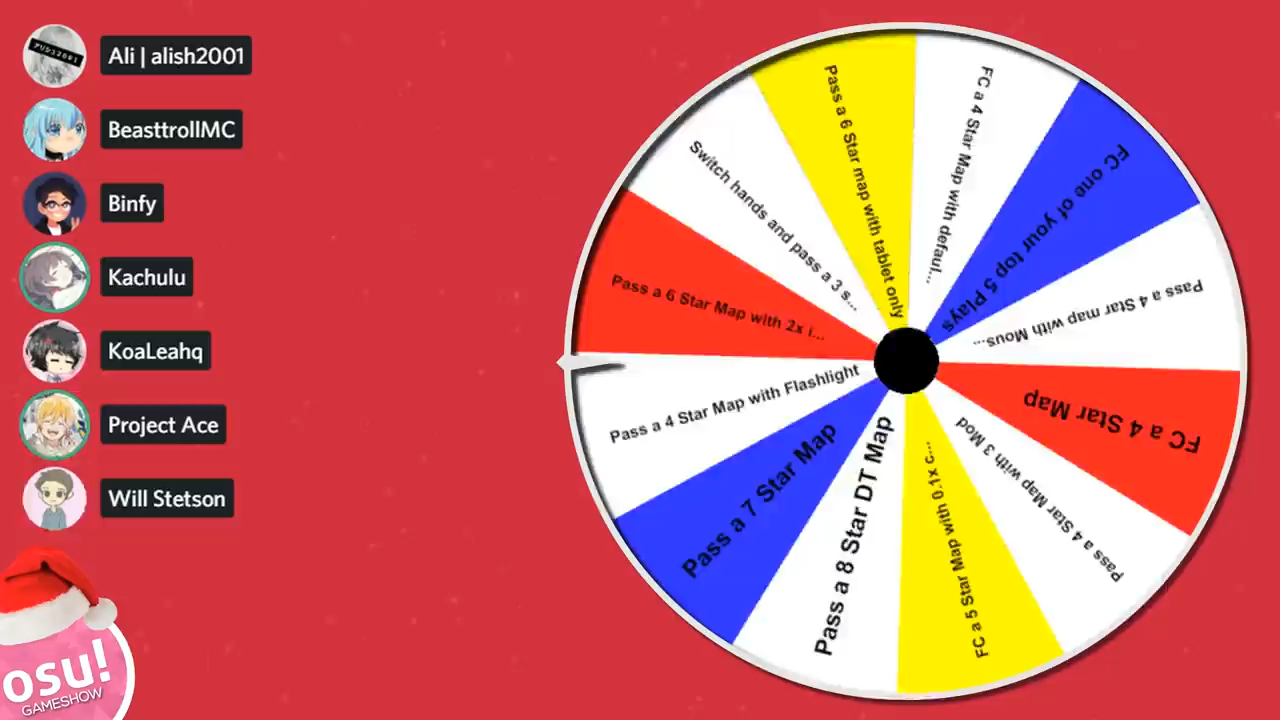 Ali | alish2001
BeasttrollMC
Binfy
Kachulu
KoaLeahq
Project Ace
Will Stetson
osu!
GAMESHOW
Pass a 6 Star map with tablet only
FC a 4 Star Map with defaul...
FC one of your top 5 Plays
Pass a 4 Star map with Mous...
FC a 4 Star Map
Pass a 4 Star Map with 3 Mod
FC a 5 Star Map with 0.1x c...
Pass a 8 Star DT Map
Pass a 7 Star Map
Pass a 4 Star Map with Flashlight
Pass a 6 Star Map with 2x i...
Switch hands and pass a 3 s...